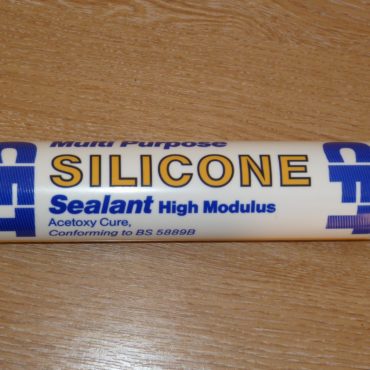 Multi Purpose
SILICONE
Sealant High Modulus
Acetoxy Cure,
Conforming to BS 5889B